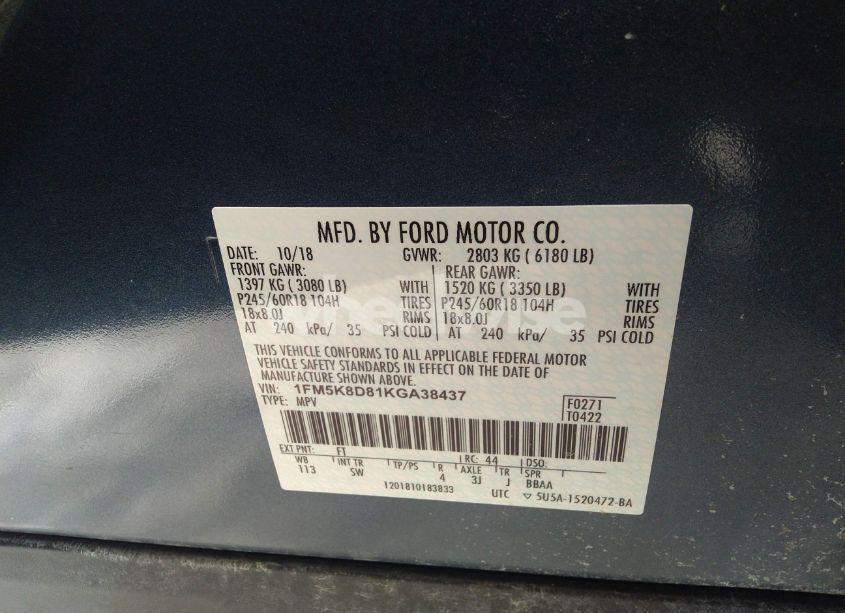 MFD. BY FORD MOTOR CO.
DATE: 10/18 GVWR: 2803 KG ( 6180 LB)
FRONT GAWR: REAR GAWR:
1397 KG ( 3080 LB) WITH 1520 KG ( 3350 LB) WITH
P245/60R18 104H TIRES P245/60R18 104H TIRES
18x8.0J RIMS 18x8.0J RIMS
AT 240 kPa/ 35 PSI COLD AT 240 kPa/ 35 PSI COLD
THIS VEHICLE CONFORMS TO ALL APPLICABLE FEDERAL MOTOR
VEHICLE SAFETY STANDARDS IN EFFECT ON THE DATE OF
MANUFACTURE SHOWN ABOVE.
VIN: 1FM5K8D81KGA38437 F0271
TYPE: MPV T0422
EXT PNT: FT RC: 44 DSO:
WB INT TR TP/PS R AXLE TR SPR
113 SW 4 3J J BBAA
1201810183833 UTC ▽ 5U5A-1520472-BA